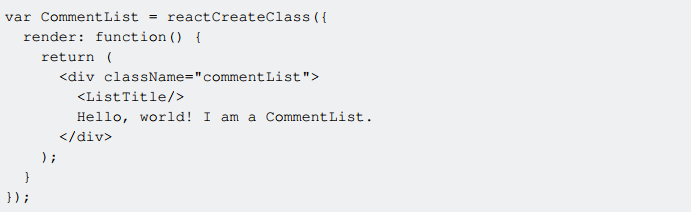 var CommentList = reactCreateClass({
  render: function() {
    return (
      <div className="commentList">
        <ListTitle/>
        Hello, world! I am a CommentList.
      </div>
    );
  }
});